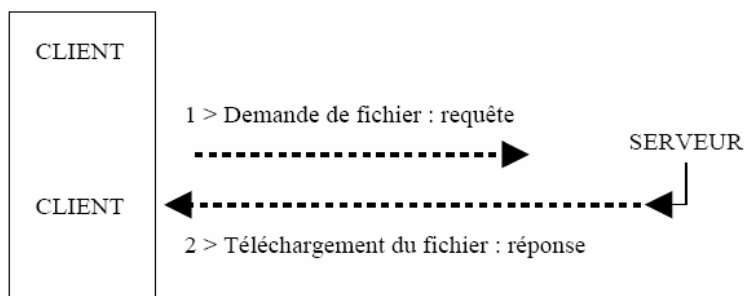 CLIENT
1 > Demande de fichier : requête
SERVEUR
CLIENT
2 > Téléchargement du fichier : réponse